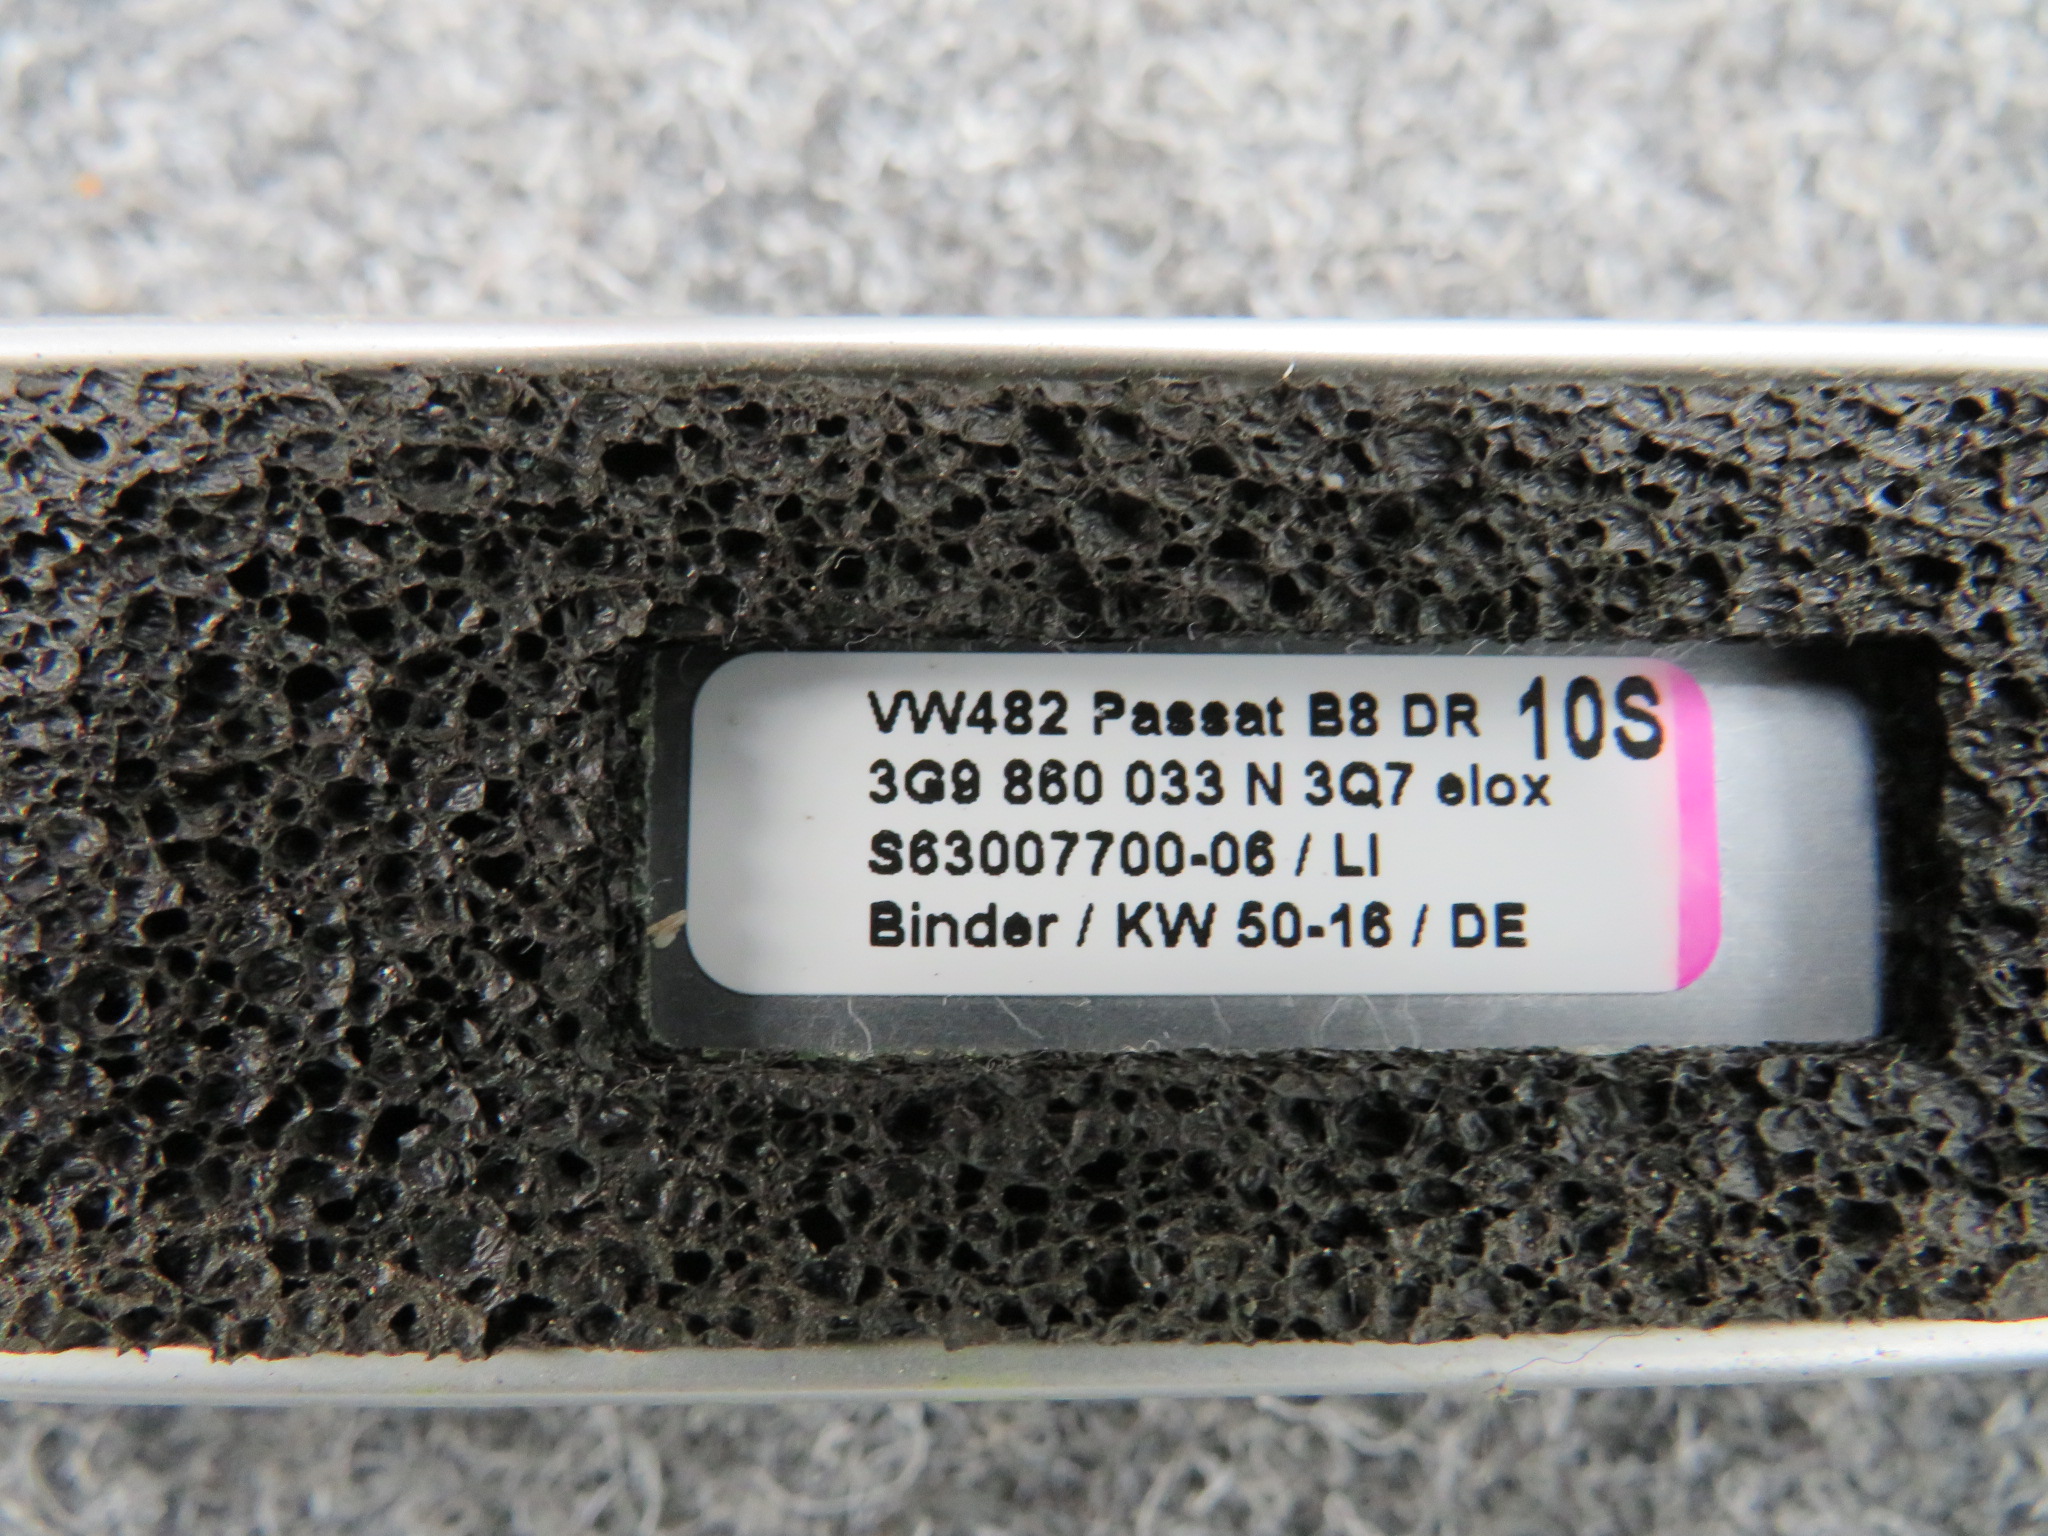 VW482 Passat B8 DR 10S
3G9 860 033 N 3Q7 elox
S63007700-06 / LI
Binder / KW 50-16 / DE